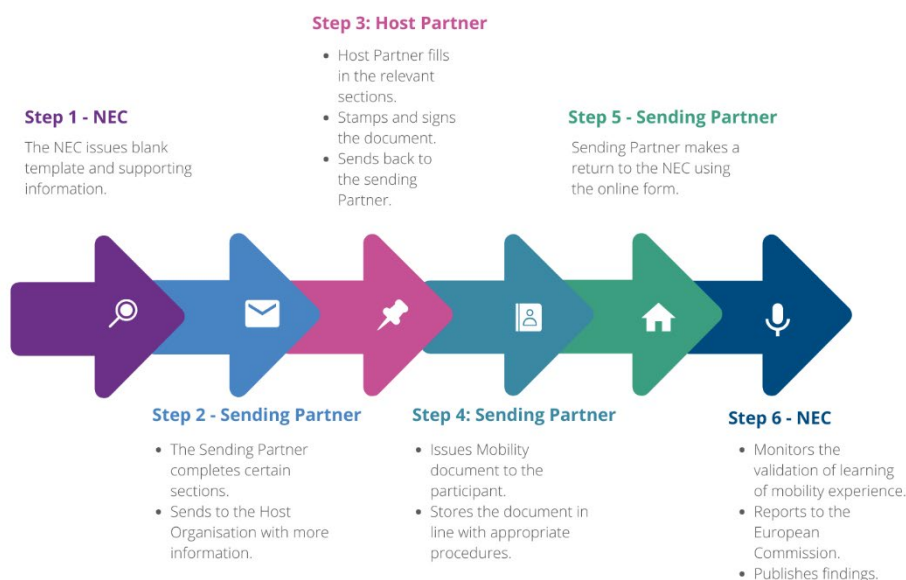 Step 1 - NEC
The NEC issues blank
template and supporting
information.
Step 2 - Sending Partner
• The Sending Partner
completes certain
sections.
• Sends to the Host
Organisation with more
information.
Step 3: Host Partner
• Host Partner fills
in the relevant
sections.
• Stamps and signs
the document.
• Sends back to
the sending
Partner.
Step 4: Sending Partner
• Issues Mobility
document to the
participant.
• Stores the document in
line with appropriate
procedures.
Step 5 - Sending Partner
Sending Partner makes a
return to the NEC using
the online form.
Step 6 - NEC
• Monitors the
validation of learning
of mobility experience.
• Reports to the
European
Commission.
• Publishes findings.